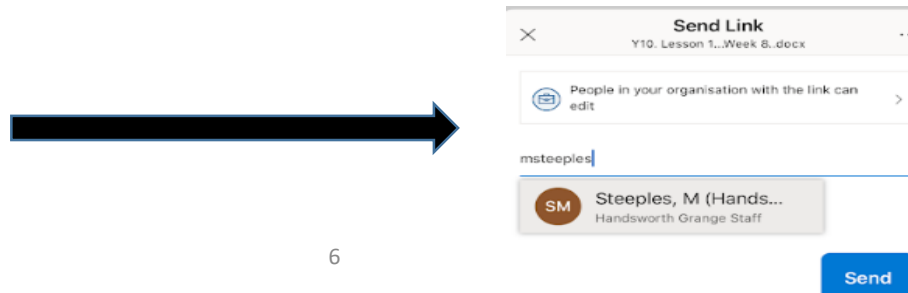 Send Link
Y10. Lesson 1...Week 8..docx
People in your organisation with the link can
edit
msteeples
SM
Steeples, M (Hands...
Handsworth Grange Staff
Send
6